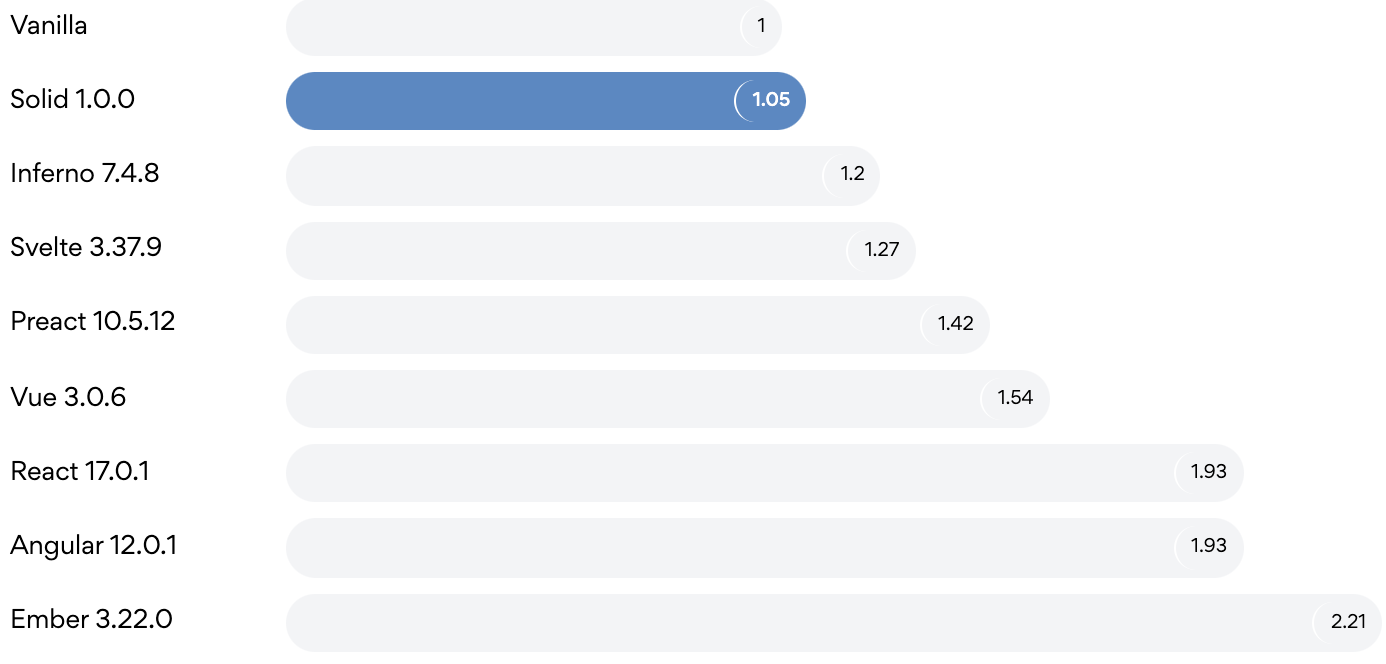 Vanilla 1
Solid 1.0.0 1.05
Inferno 7.4.8 1.2
Svelte 3.37.9 1.27
Preact 10.5.12 1.42
Vue 3.0.6 1.54
React 17.0.1 1.93
Angular 12.0.1 1.93
Ember 3.22.0 2.21